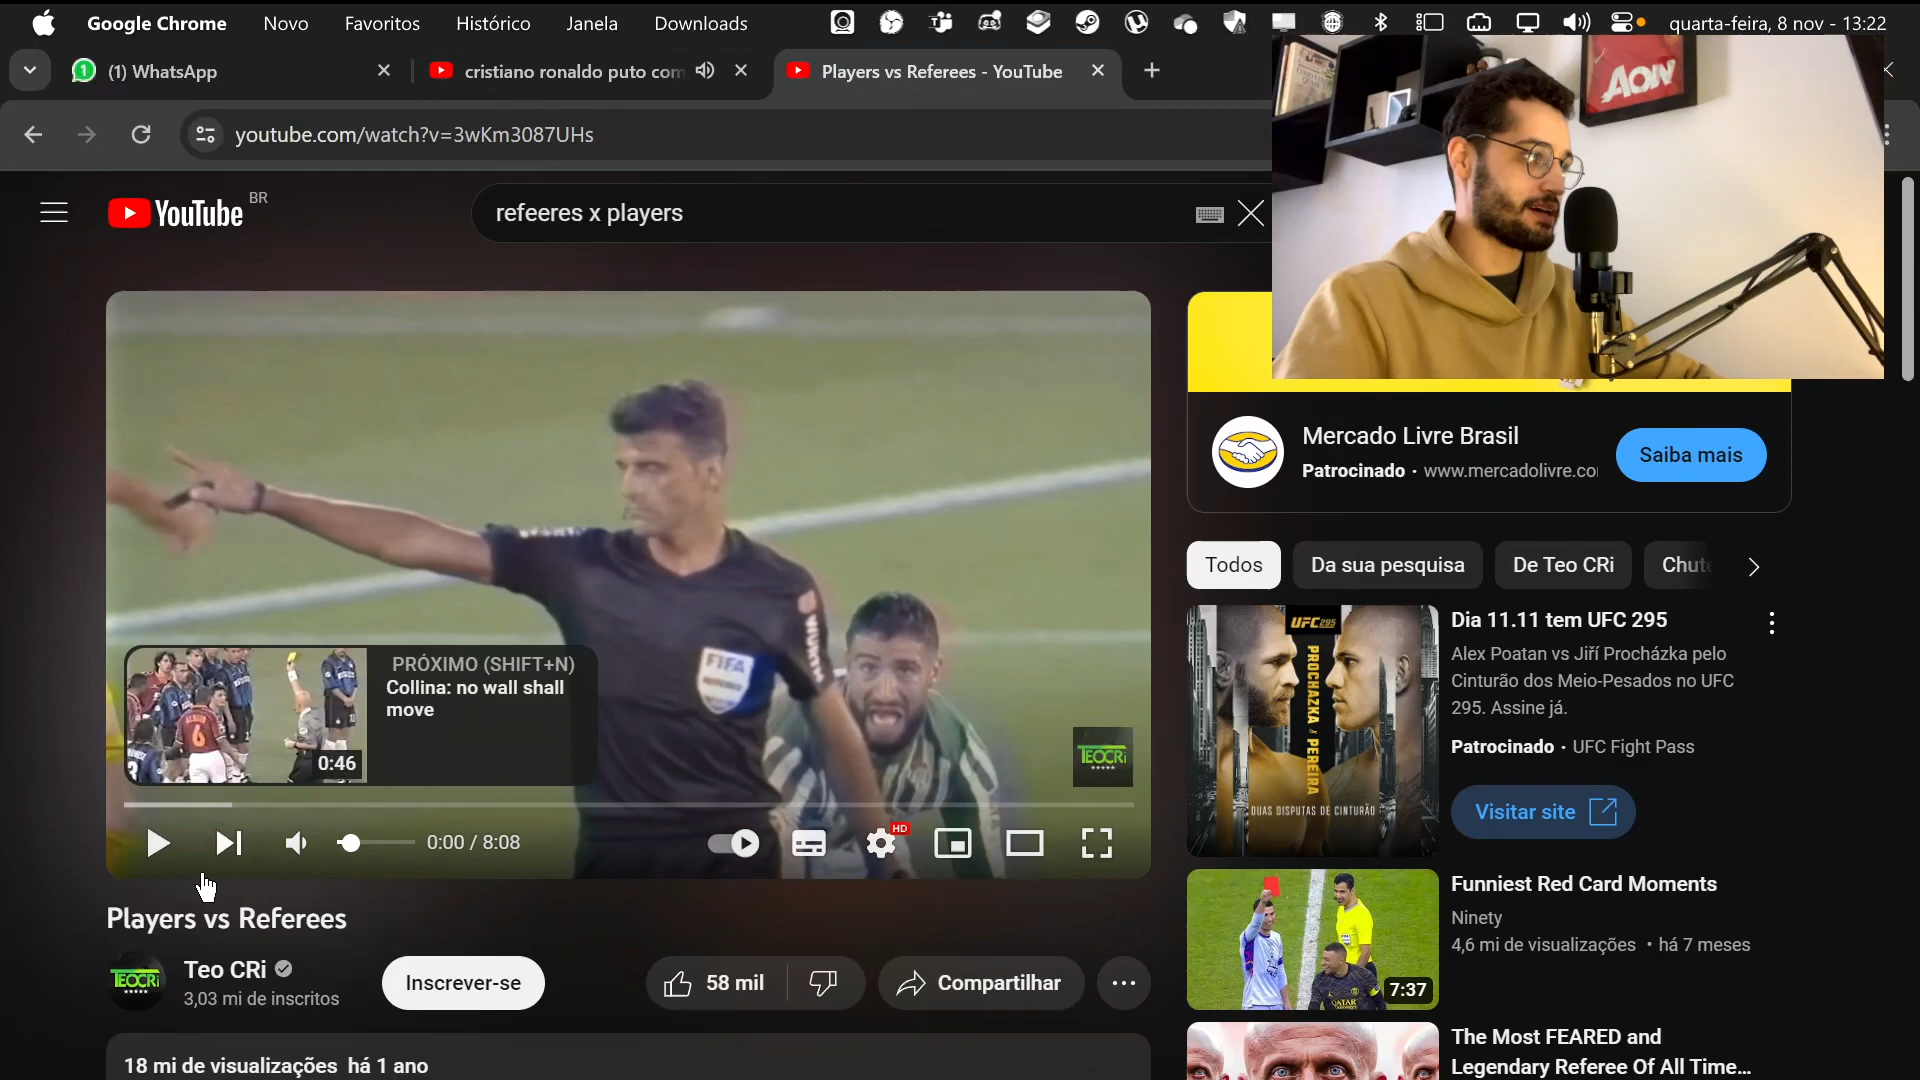 Google Chrome Novo Favoritos Histórico Janela Downloads quarta-feira, 8 nov - 13:22
(1) WhatsApp
cristiano ronaldo puto com
Players vs Referees - YouTube
youtube.com/watch?v=3wKm3087UHs
AON
YouTube BR
refeeres x players
FIFA
REFEREE
PRÓXIMO (SHIFT+N)
Collina: no wall shall
move
6
0:46
TEOCRi
0:00 / 8:08
HD
Players vs Referees
TEOCRi
Teo CRi
3,03 mi de inscritos
Inscrever-se
58 mil
Compartilhar
18 mi de visualizações há 1 ano
Mercado Livre Brasil
Patrocinado · www.mercadolivre.co
Saiba mais
Todos
Da sua pesquisa
De Teo CRi
Chut
UFC 295
PROCHAZKA
PEREIRA
DUAS DISPUTAS DE CINTURÃO
Dia 11.11 tem UFC 295
Alex Poatan vs Jiří Procházka pelo
Cinturão dos Meio-Pesados no UFC
295. Assine já.
Patrocinado · UFC Fight Pass
Visitar site
7:37
Funniest Red Card Moments
Ninety
4,6 mi de visualizações • há 7 meses
The Most FEARED and
Legendary Referee Of All Time...